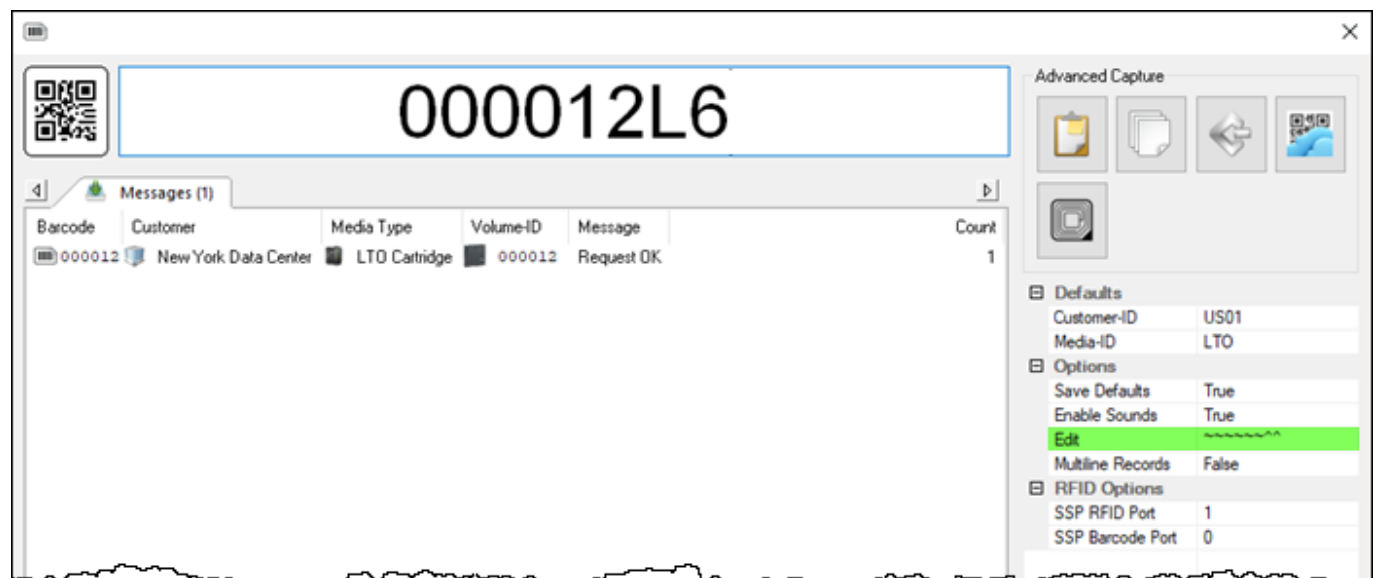 000012L6
Advanced Capture
Messages (1)
Barcode Customer Media Type Volume-ID Message Count
000012 New York Data Center LTO Cartridge 000012 Request OK 1
Defaults
Customer-ID US01
Media-ID LTO
Options
Save Defaults True
Enable Sounds True
Edit ~~~~~~^^
Multiline Records False
RFID Options
SSP RFID Port 1
SSP Barcode Port 0